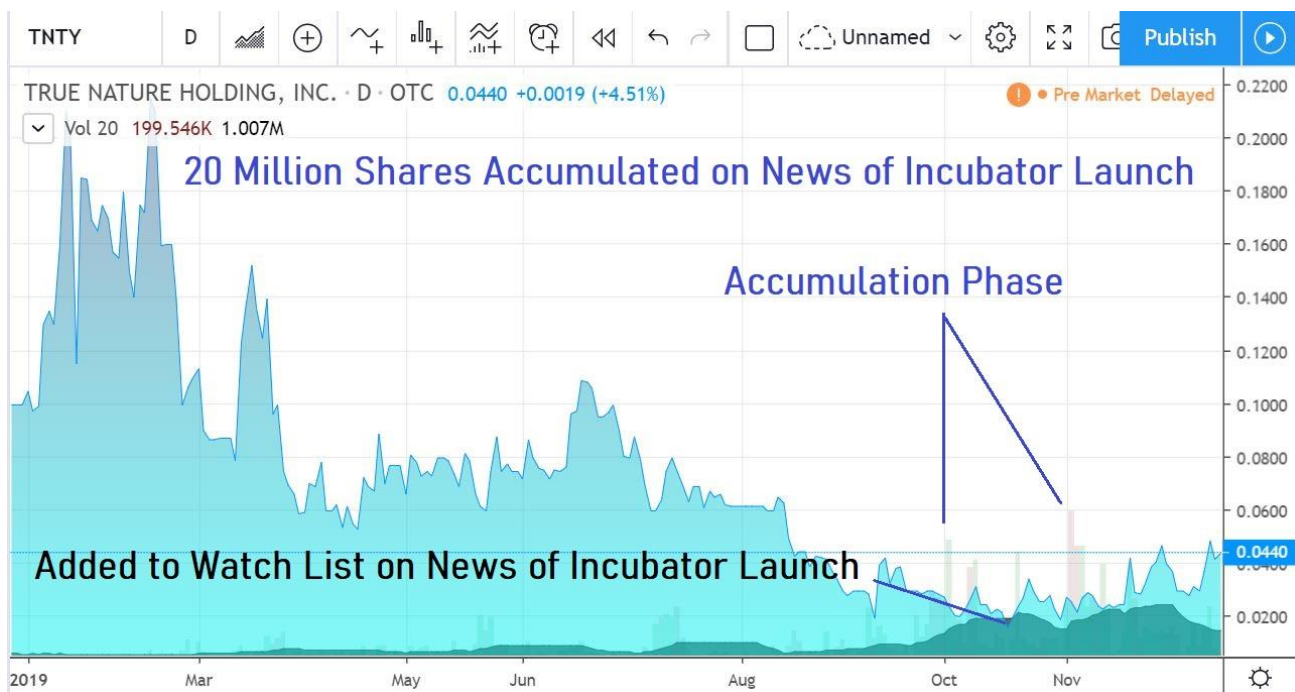 TNTY D Unnamed Publish
TRUE NATURE HOLDING, INC. · D · OTC 0.0440 +0.0019 (+4.51%) ! • Pre Market Delayed
Vol 20 199.546K 1.007M
0.2200
0.2000
20 Million Shares Accumulated on News of Incubator Launch
0.1800
0.1600
Accumulation Phase
0.1400
0.1200
0.1000
0.0800
0.0600
0.0440
0.0400
Added to Watch List on News of Incubator Launch
0.0200
2019 Mar May Jun Aug Oct Nov